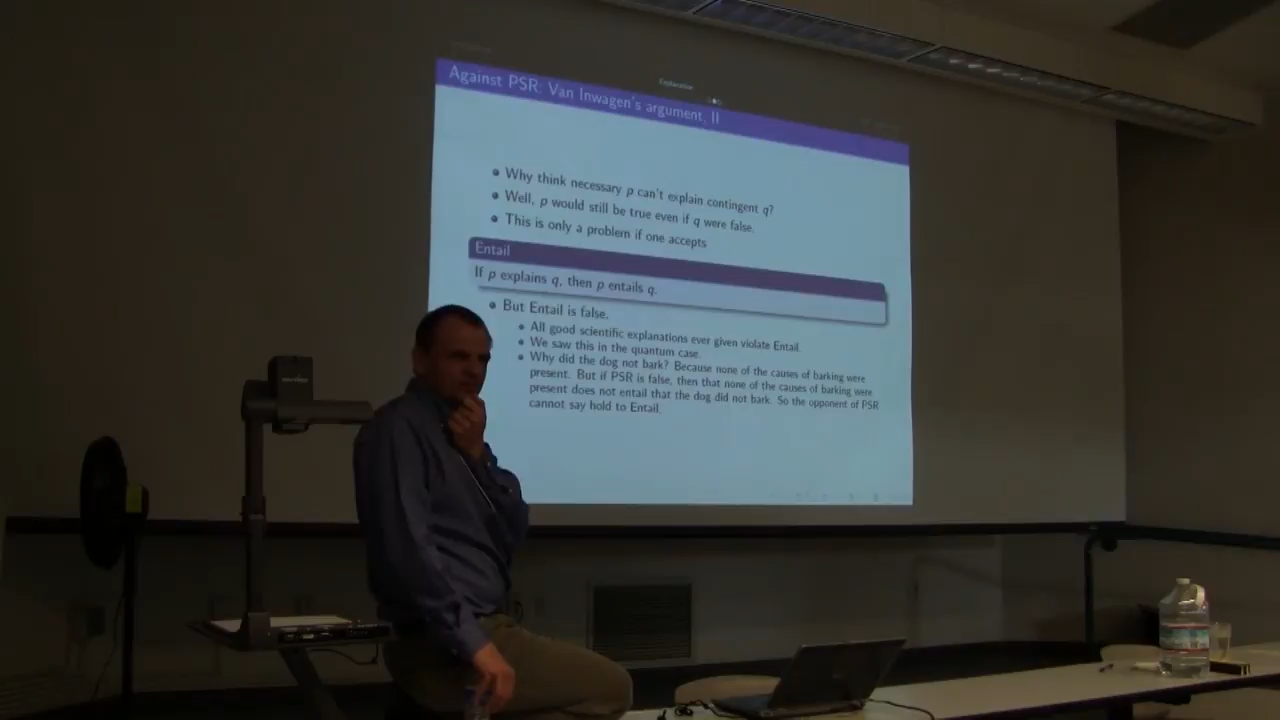 Explanation
Against PSR: Van Inwagen's argument, II
Why think necessary p can't explain contingent q?
Well, p would still be true even if q were false.
This is only a problem if one accepts
Entail
If p explains q, then p entails q.
But Entail is false.
All good scientific explanations ever given violate Entail.
We saw this in the quantum case.
Why did the dog not bark? Because none of the causes of barking were
present. But if PSR is false, then that none of the causes of barking were
present does not entail that the dog did not bark. So the opponent of PSR
cannot say hold to Entail.